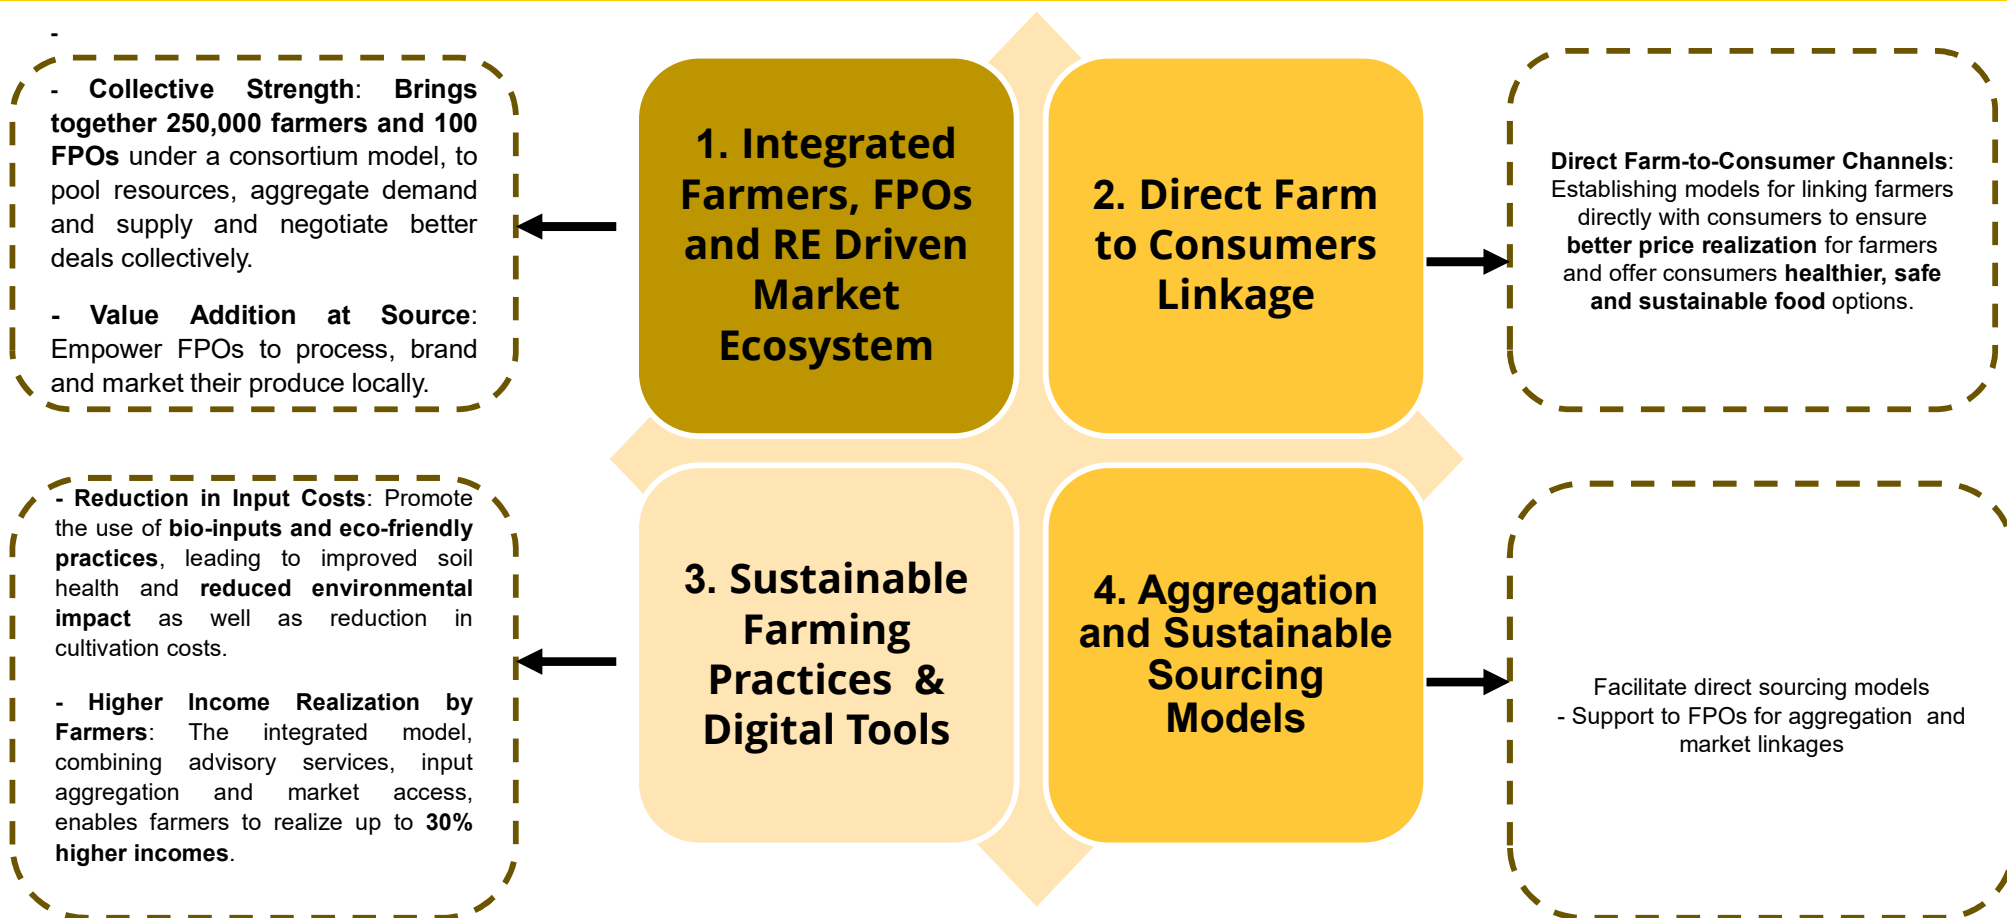 -
- Collective Strength: Brings
together 250,000 farmers and 100
FPOs under a consortium model, to
pool resources, aggregate demand
and supply and negotiate better
deals collectively.
- Value Addition at Source:
Empower FPOs to process, brand
and market their produce locally.
1. Integrated
Farmers, FPOs
and RE Driven
Market
Ecosystem
2. Direct Farm
to Consumers
Linkage
Direct Farm-to-Consumer Channels:
Establishing models for linking farmers
directly with consumers to ensure
better price realization for farmers
and offer consumers healthier, safe
and sustainable food options.
- Reduction in Input Costs: Promote
the use of bio-inputs and eco-friendly
practices, leading to improved soil
health and reduced environmental
impact as well as reduction in
cultivation costs.
- Higher Income Realization by
Farmers: The integrated model,
combining advisory services, input
aggregation and market access,
enables farmers to realize up to 30%
higher incomes.
3. Sustainable
Farming
Practices & 
Digital Tools
4. Aggregation
and Sustainable
Sourcing
Models
Facilitate direct sourcing models
- Support to FPOs for aggregation and
market linkages